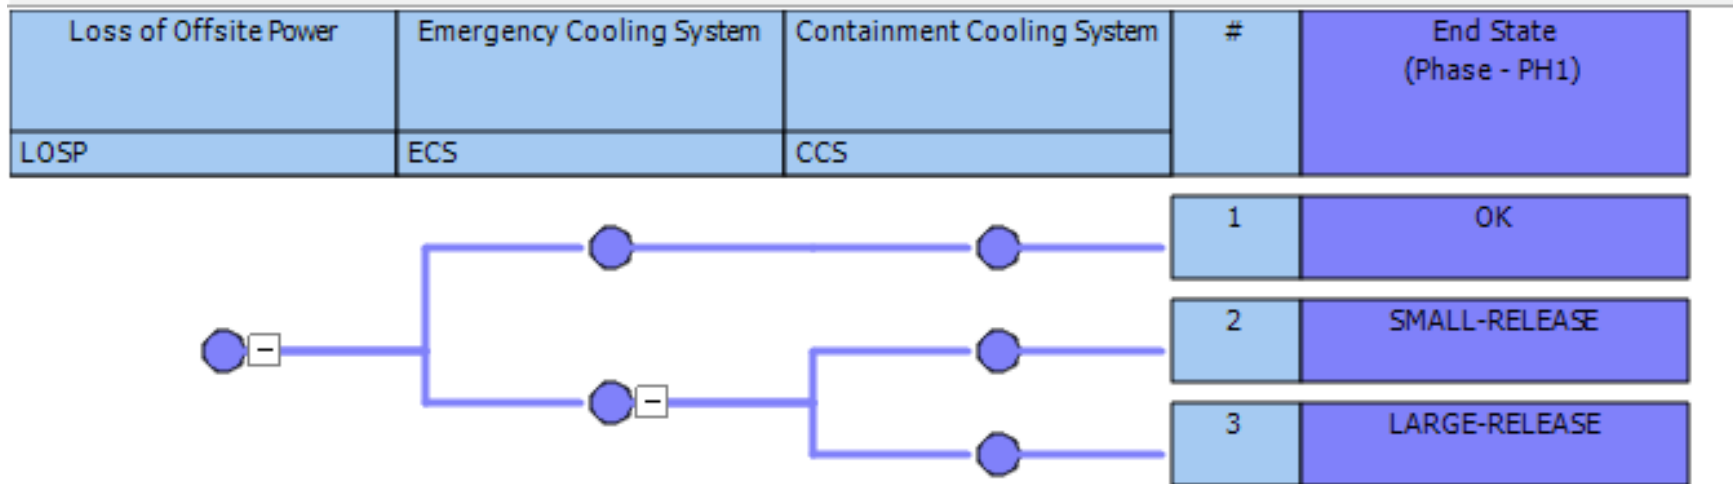 Loss of Offsite Power
Emergency Cooling System
Containment Cooling System
#
End State
(Phase - PH1)
LOSP
ECS
CCS
1
OK
2
SMALL-RELEASE
3
LARGE-RELEASE